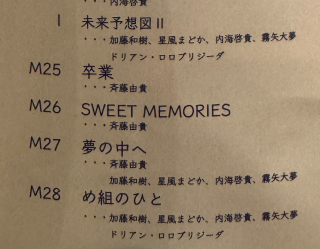 ・・・内海啓貴
I 未来予想図Ⅱ
・・・加藤和樹、星風まどか、内海啓貴、霧矢大夢
ドリアン・ロロブリジーダ
M25 卒業
・・・斉藤由貴
M26 SWEET MEMORIES
・・・斉藤由貴
M27 夢の中へ
・・・斉藤由貴
加藤和樹、星風まどか、内海啓貴、霧矢大夢
M28 め組のひと
・・・加藤和樹、星風まどか、内海啓貴、霧矢大夢
ドリアン・ロロブリジーダ